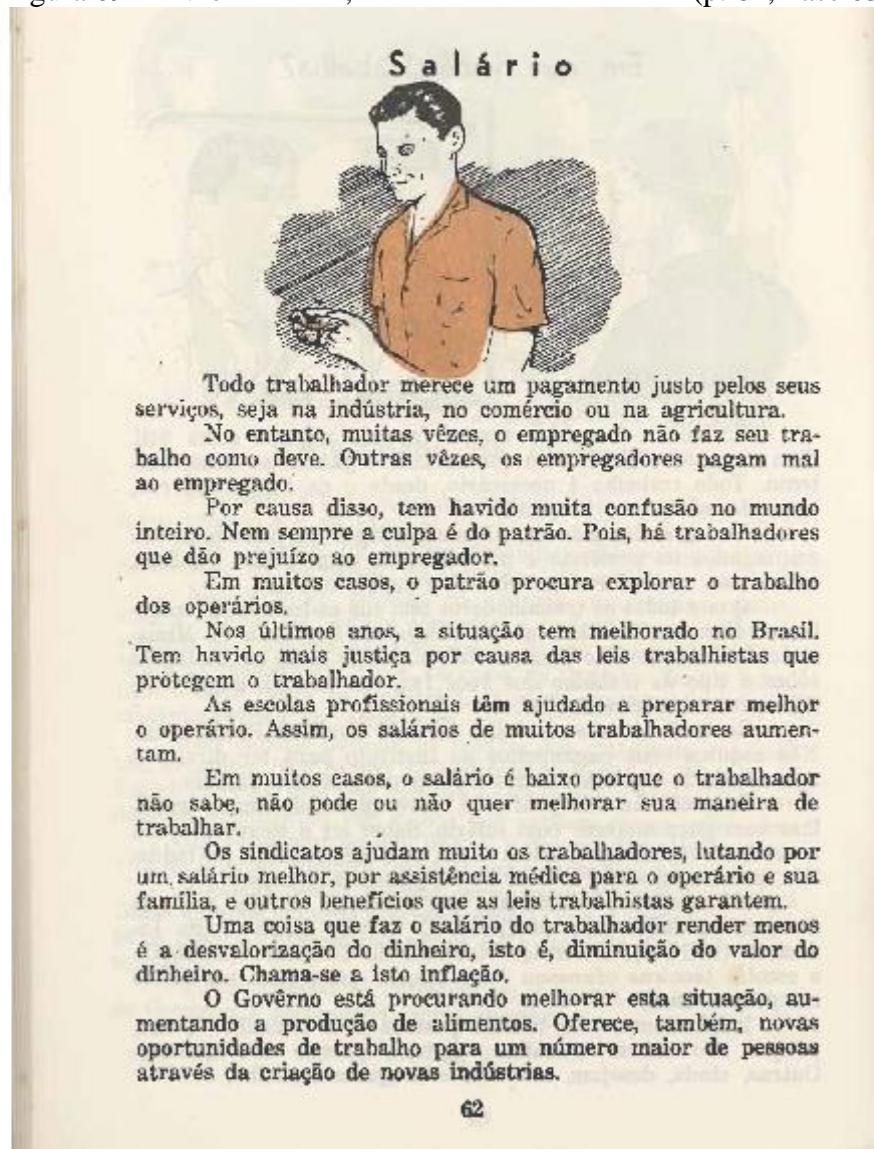 Salário
Todo trabalhador merece um pagamento justo pelos seus
serviços, seja na indústria, no comércio ou na agricultura.
No entanto, muitas vêzes, o empregado não faz seu tra-
balho como deve. Outras vêzes, os empregadores pagam mal
ao empregado.
Por causa disso, tem havido muita confusão no mundo
inteiro. Nem sempre a culpa é do patrão. Pois, há trabalhadores
que dão prejuízo ao empregador.
Em muitos casos, o patrão procura explorar o trabalho
dos operários.
Nos últimos anos, a situação tem melhorado no Brasil.
Tem havido mais justiça por causa das leis trabalhistas que
protegem o trabalhador.
As escolas profissionais têm ajudado a preparar melhor
o operário. Assim, os salários de muitos trabalhadores aumen-
tam.
Em muitos casos, o salário é baixo porque o trabalhador
não sabe, não pode ou não quer melhorar sua maneira de
trabalhar.
Os sindicatos ajudam muito os trabalhadores, lutando por
um salário melhor, por assistência médica para o operário e sua
família, e outros benefícios que as leis trabalhistas garantem.
Uma coisa que faz o salário do trabalhador render menos
é a desvalorização do dinheiro, isto é, diminuição do valor do
dinheiro. Chama-se a isto inflação.
O Govêrno está procurando melhorar esta situação, au-
mentando a produção de alimentos. Oferece, também, novas
oportunidades de trabalho para um número maior de pessoas
através da criação de novas indústrias.
62